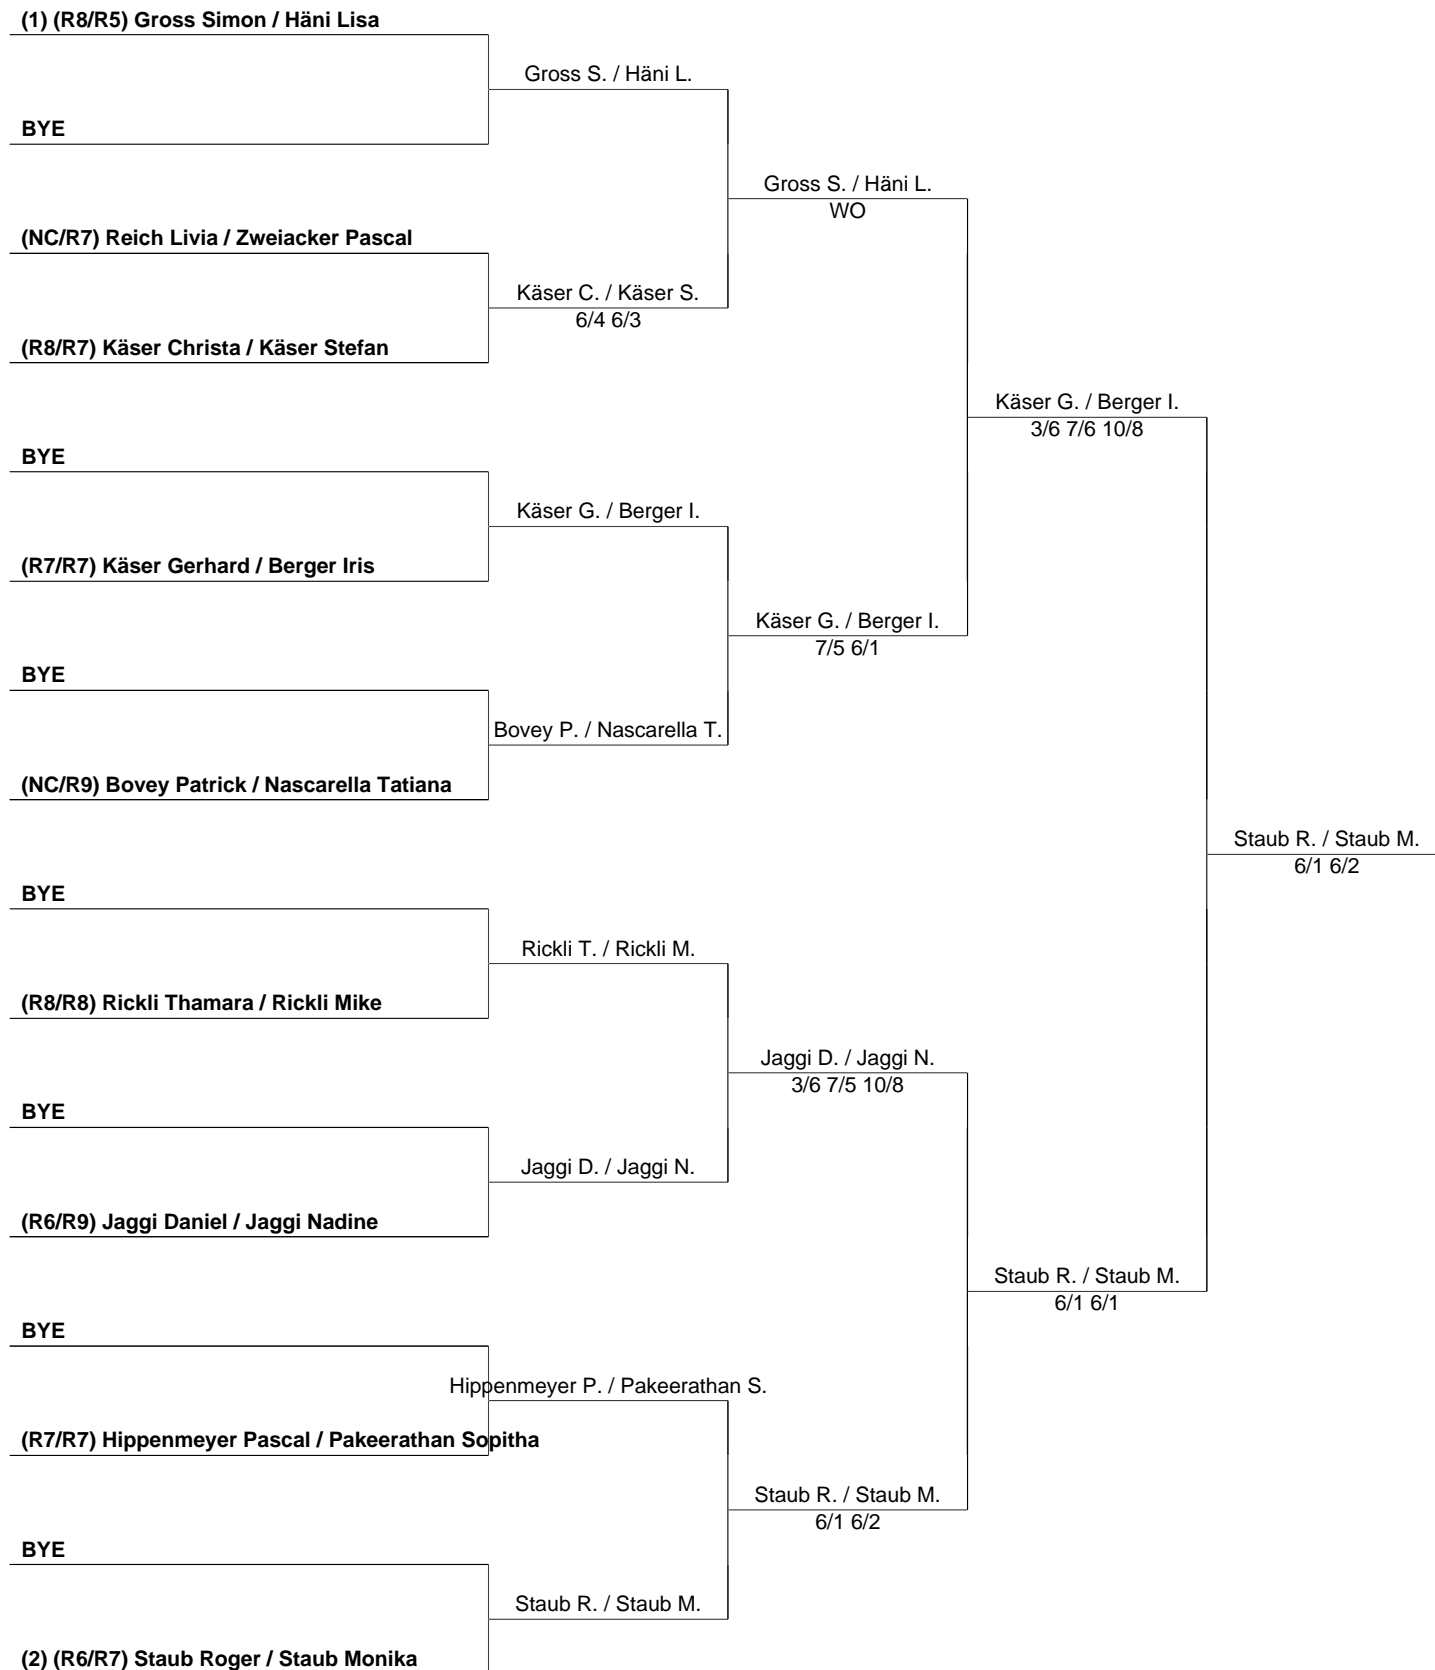 (1) (R8/R5) Gross Simon / Häni Lisa
Gross S. / Häni L.
BYE
Gross S. / Häni L.
WO
(NC/R7) Reich Livia / Zweiacker Pascal
Käser C. / Käser S.
6/4 6/3
(R8/R7) Käser Christa / Käser Stefan
Käser G. / Berger I.
3/6 7/6 10/8
BYE
Käser G. / Berger I.
(R7/R7) Käser Gerhard / Berger Iris
Käser G. / Berger I.
7/5 6/1
BYE
Bovey P. / Nascarella T.
(NC/R9) Bovey Patrick / Nascarella Tatiana
Staub R. / Staub M.
6/1 6/2
BYE
Rickli T. / Rickli M.
(R8/R8) Rickli Thamara / Rickli Mike
Jaggi D. / Jaggi N.
3/6 7/5 10/8
BYE
Jaggi D. / Jaggi N.
(R6/R9) Jaggi Daniel / Jaggi Nadine
Staub R. / Staub M.
6/1 6/1
BYE
Hippenmeyer P. / Pakeerathan S.
(R7/R7) Hippenmeyer Pascal / Pakeerathan Sopitha
Staub R. / Staub M.
6/1 6/2
BYE
Staub R. / Staub M.
(2) (R6/R7) Staub Roger / Staub Monika